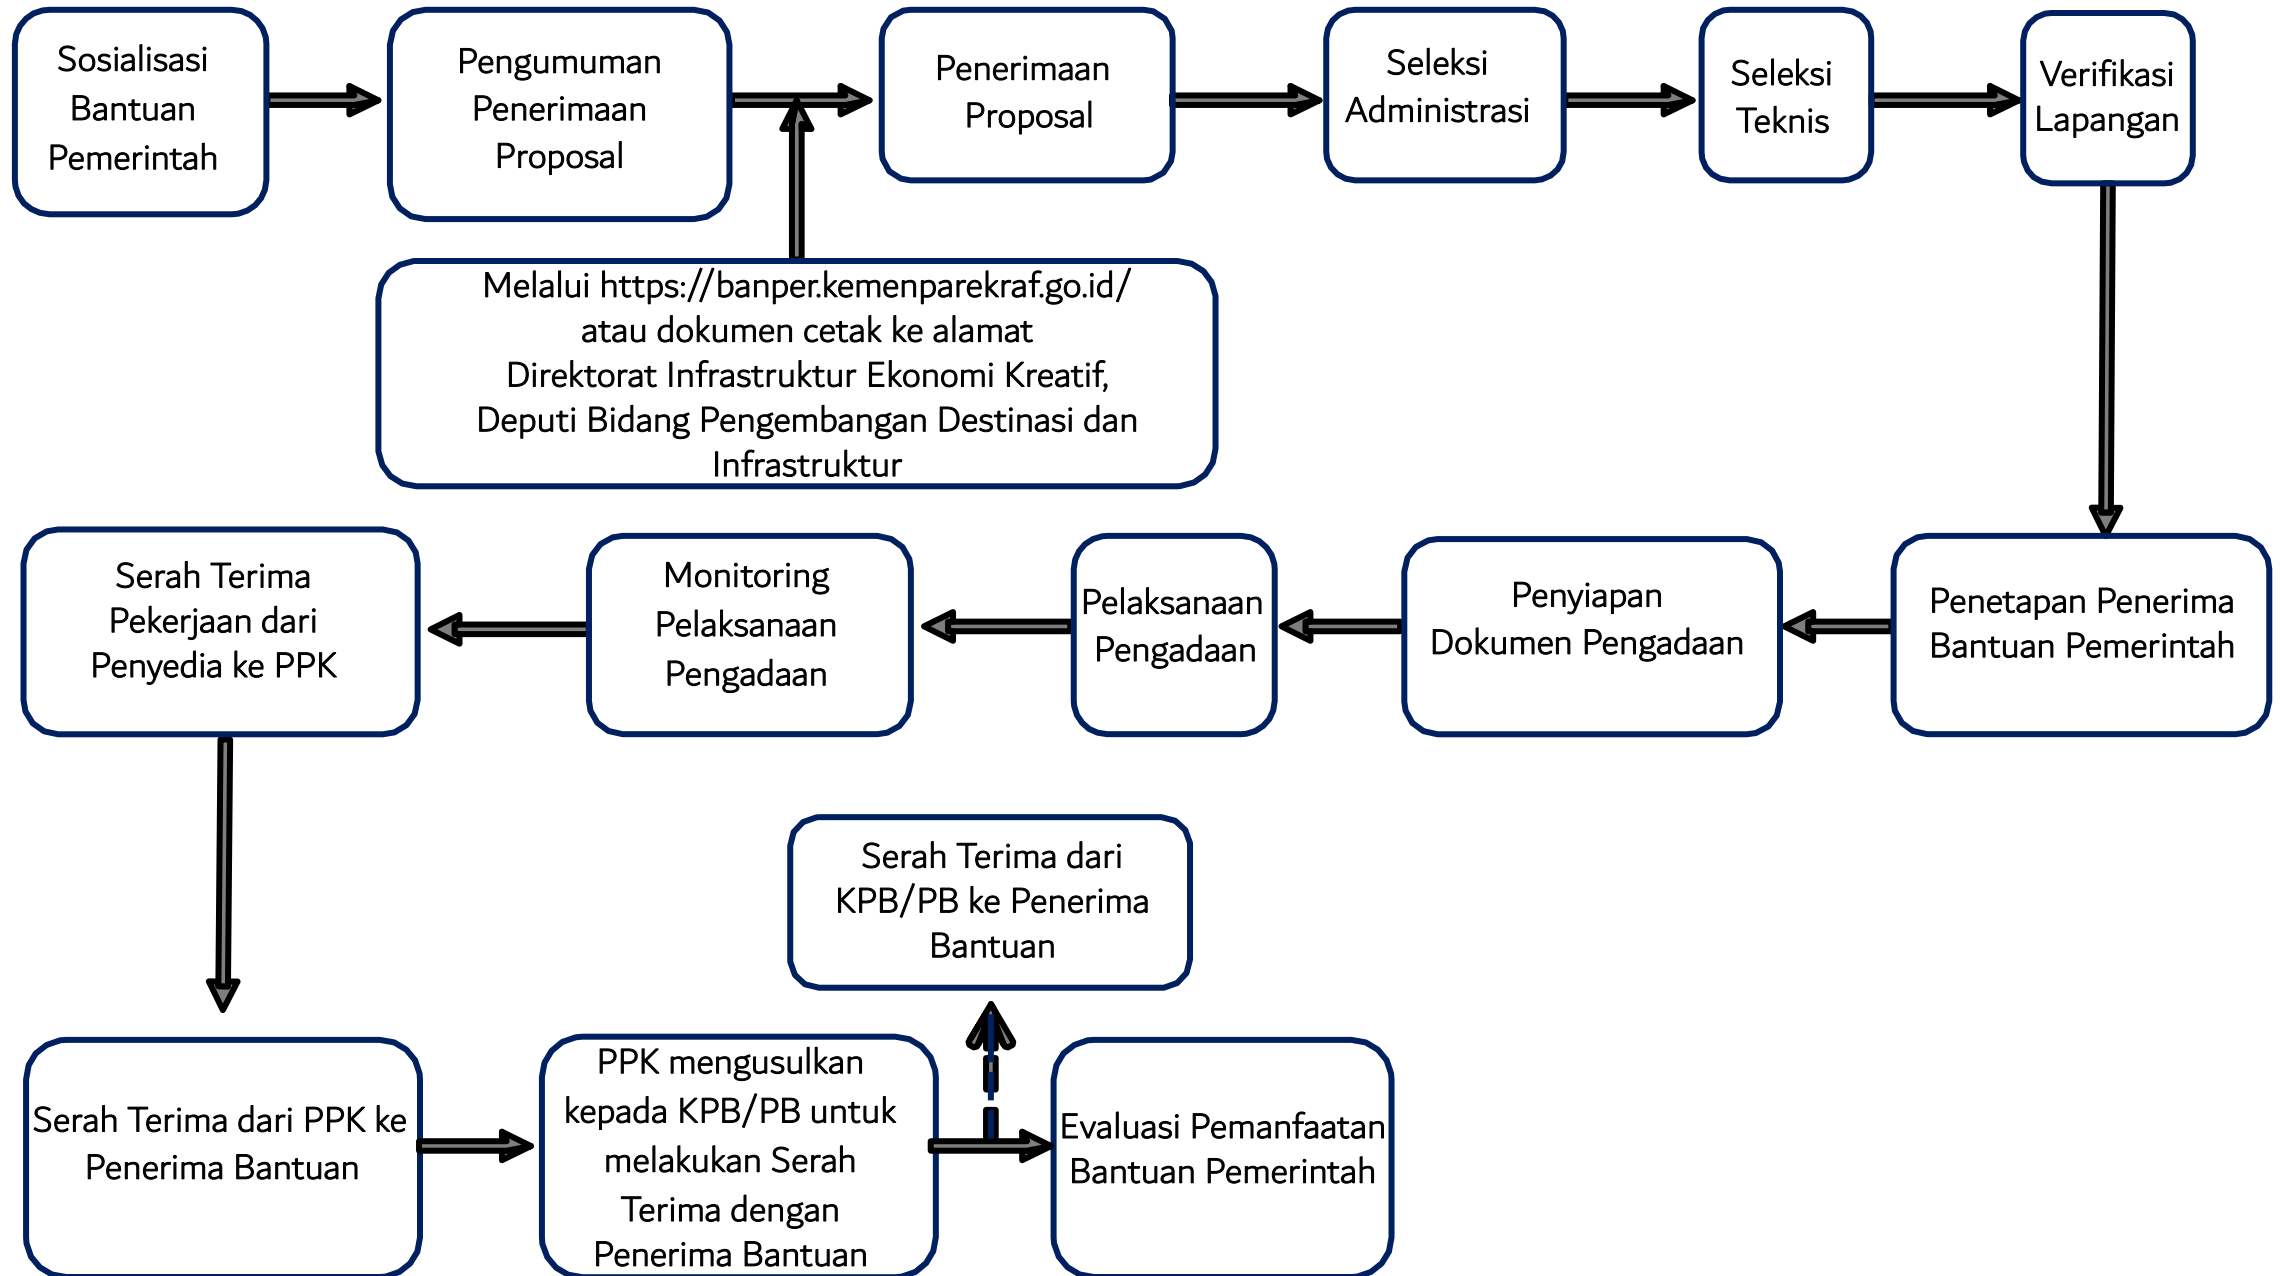 Sosialisasi
Bantuan
Pemerintah
Pengumuman
Penerimaan
Proposal
Penerimaan
Proposal
Seleksi
Administrasi
Seleksi
Teknis
Verifikasi
Lapangan
Melalui https://banper.kemenparekraf.go.id/
atau dokumen cetak ke alamat
Direktorat Infrastruktur Ekonomi Kreatif,
Deputi Bidang Pengembangan Destinasi dan
Infrastruktur
Penetapan Penerima
Bantuan Pemerintah
Penyiapan
Dokumen Pengadaan
Pelaksanaan
Pengadaan
Monitoring
Pelaksanaan
Pengadaan
Serah Terima
Pekerjaan dari
Penyedia ke PPK
Serah Terima dari PPK ke
Penerima Bantuan
PPK mengusulkan
kepada KPB/PB untuk
melakukan Serah
Terima dengan
Penerima Bantuan
Serah Terima dari
KPB/PB ke Penerima
Bantuan
Evaluasi Pemanfaatan
Bantuan Pemerintah